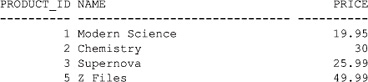 PRODUCT_ID NAME                           PRICE
---------- ------------------------------ ----------
         1 Modern Science                 19.95
         2 Chemistry                      30
         3 Supernova                      25.99
         5 Z Files                        49.99